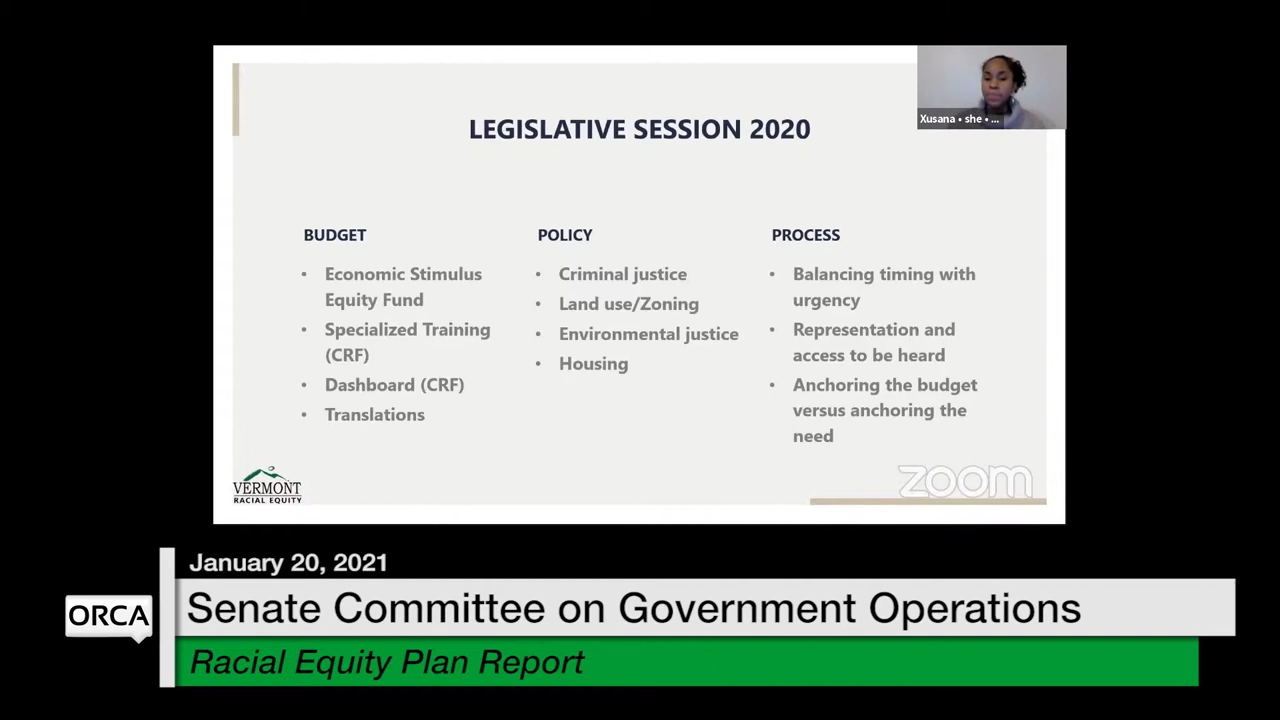 Xusana • she • ...
LEGISLATIVE SESSION 2020
BUDGET
• Economic Stimulus
Equity Fund
• Specialized Training
(CRF)
• Dashboard (CRF)
• Translations
POLICY
• Criminal justice
• Land use/Zoning
• Environmental justice
• Housing
PROCESS
• Balancing timing with
urgency
• Representation and
access to be heard
• Anchoring the budget
versus anchoring the
need
VERMONT
RACIAL EQUITY
zoom
January 20, 2021
ORCA
Senate Committee on Government Operations
Racial Equity Plan Report